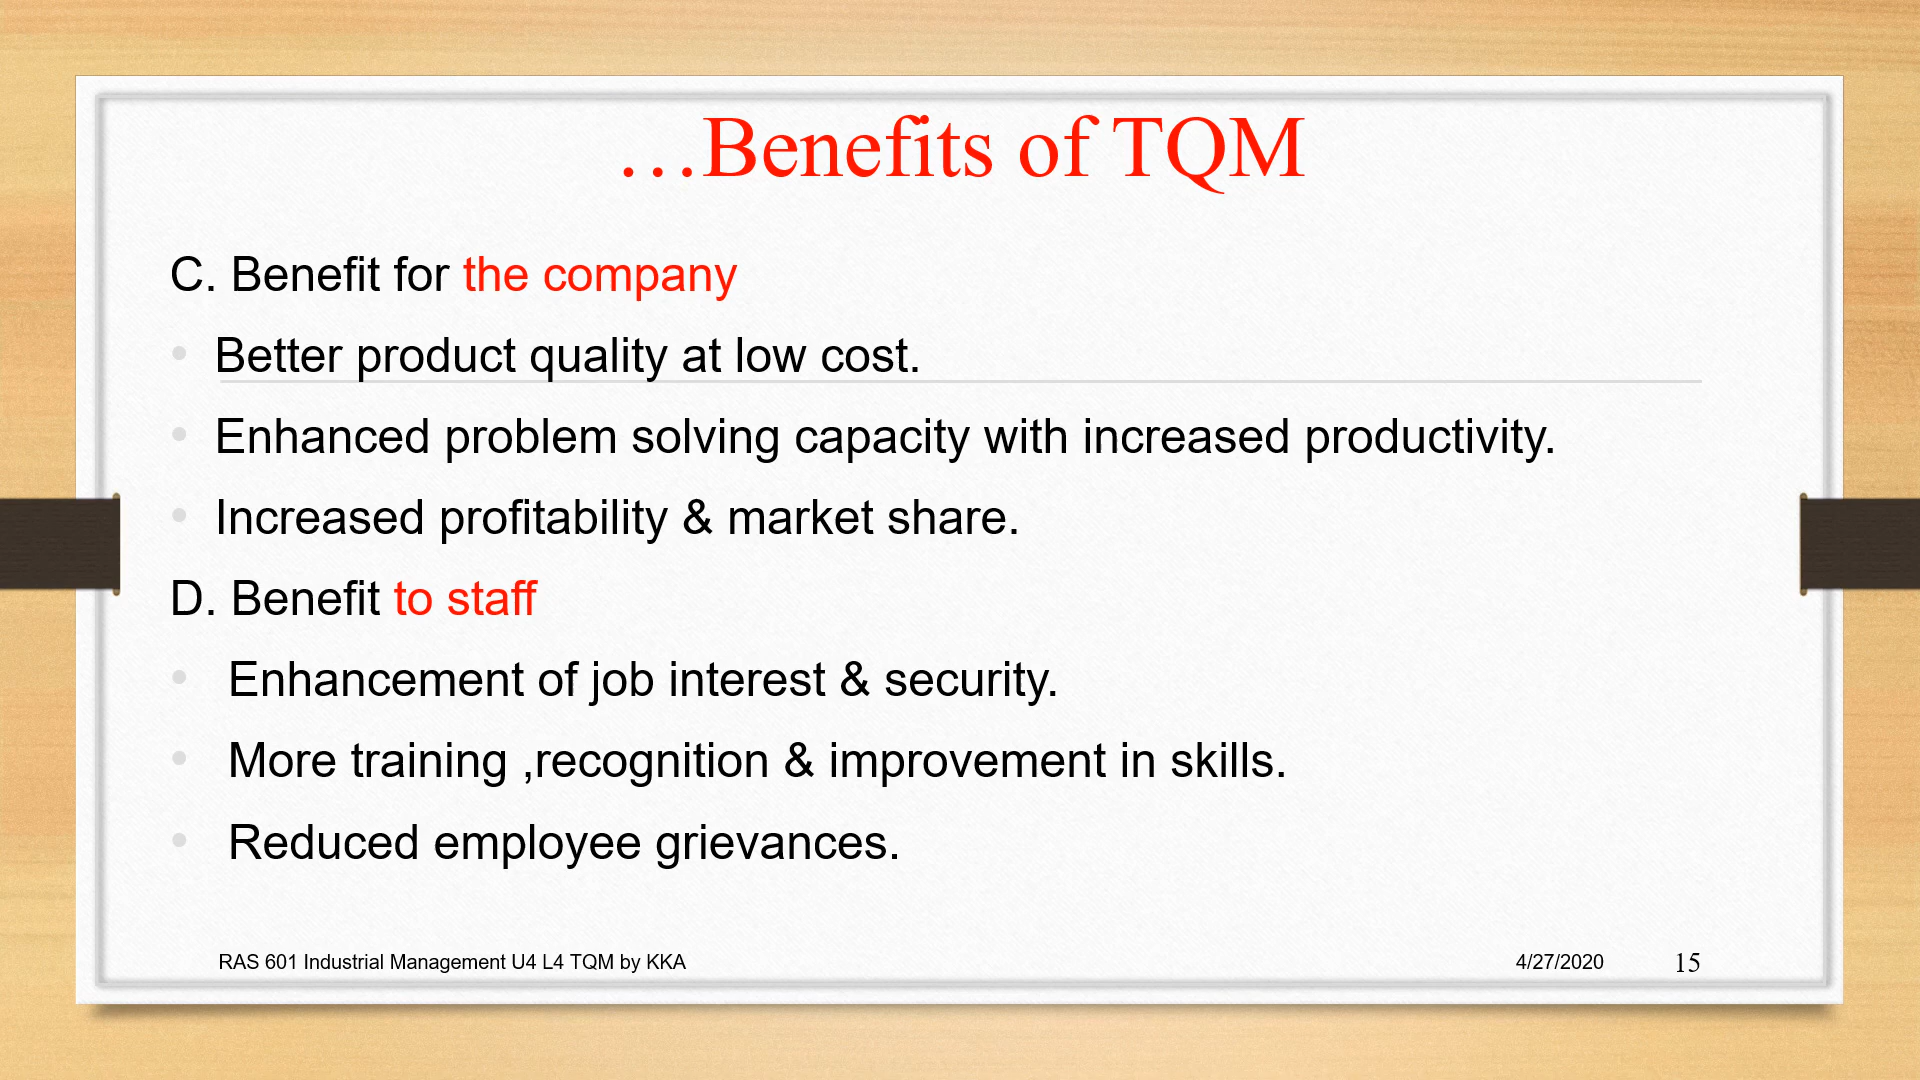 …Benefits of TQM
C. Benefit for the company
• Better product quality at low cost.
• Enhanced problem solving capacity with increased productivity.
• Increased profitability & market share.
D. Benefit to staff
• Enhancement of job interest & security.
• More training ,recognition & improvement in skills.
• Reduced employee grievances.
RAS 601 Industrial Management U4 L4 TQM by KKA 4/27/2020 15